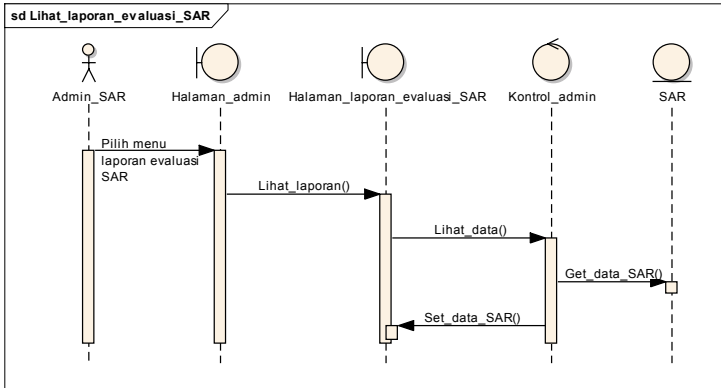 sd Lihat_laporan_evaluasi_SAR
Admin_SAR
Halaman_admin
Halaman_laporan_evaluasi_SAR
Kontrol_admin
SAR
Pilih menu
laporan evaluasi
SAR
Lihat_laporan()
Lihat_data()
Get_data_SAR()
Set_data_SAR()